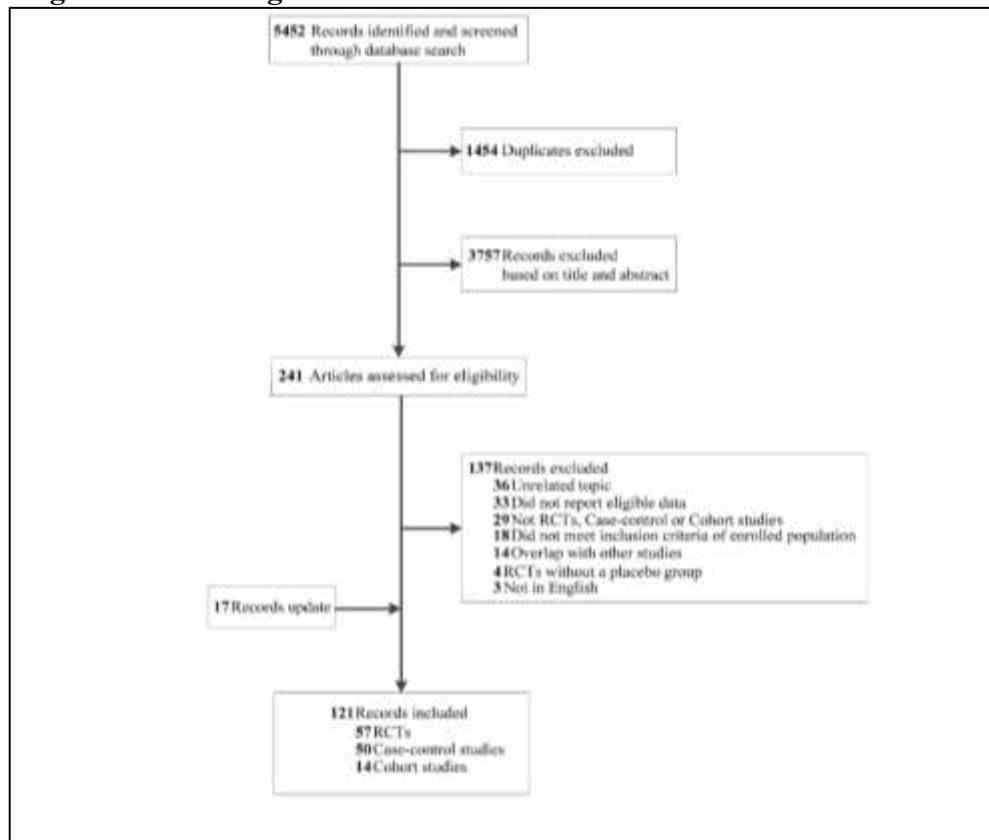 5452 Records identified and screened
through database search
1454 Duplicates excluded
3757 Records excluded
based on title and abstract
241 Articles assessed for eligibility
137 Records excluded
36 Unrelated topic
33 Did not report eligible data
29 Not RCTs, Case-control or Cohort studies
18 Did not meet inclusion criteria of enrolled population
14 Overlap with other studies
4 RCTs without a placebo group
3 Not in English
17 Records update
121 Records included
57 RCTs
50 Case-control studies
14 Cohort studies